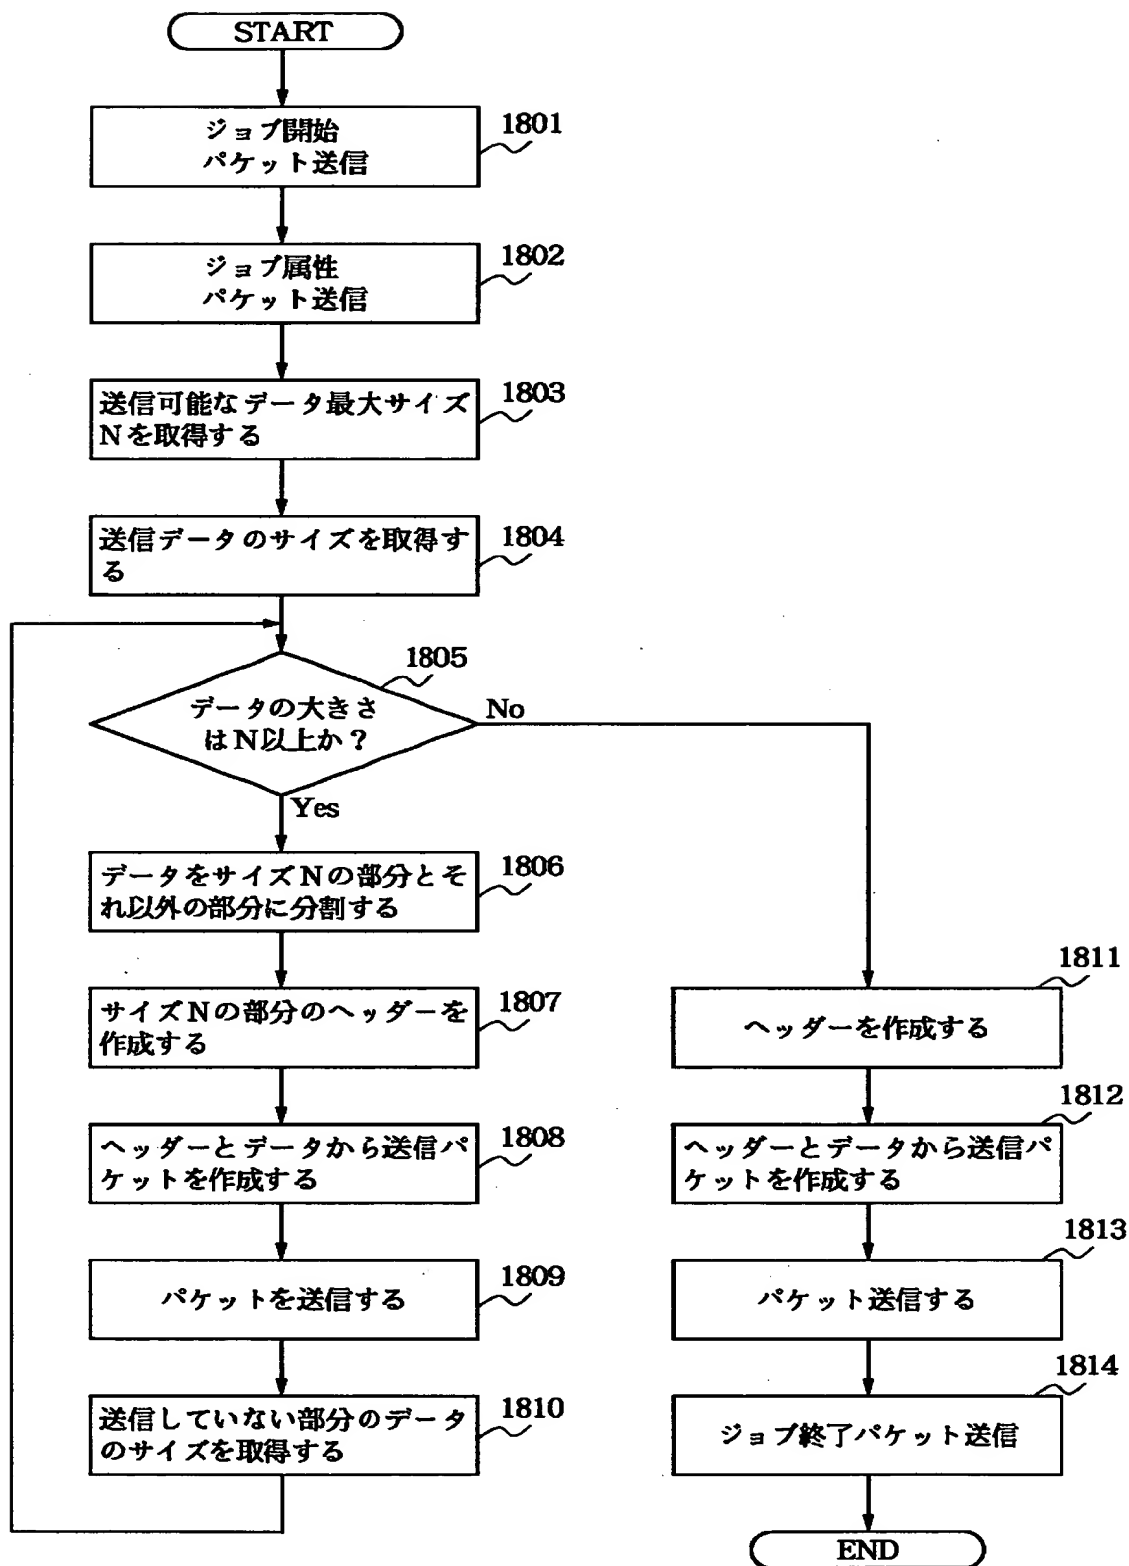 START
ジョブ開始
パケット送信
1801
ジョブ属性
パケット送信
1802
送信可能なデータ最大サイズ
Nを取得する
1803
送信データのサイズを取得す
る
1804
データの大きさ
はN以上か？
1805
No
Yes
データをサイズNの部分とそ
れ以外の部分に分割する
1806
サイズNの部分のヘッダーを
作成する
1807
ヘッダーとデータから送信パ
ケットを作成する
1808
パケットを送信する
1809
送信していない部分のデータ
のサイズを取得する
1810
1811
ヘッダーを作成する
1812
ヘッダーとデータから送信パ
ケットを作成する
1813
パケット送信する
1814
ジョブ終了パケット送信
END